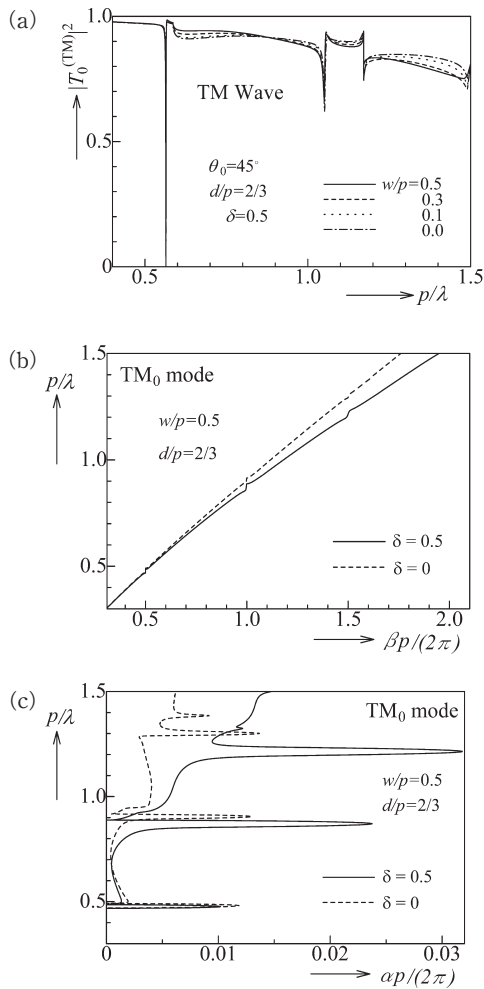 (a)
|T₀⁽ᵀᴹ⁾|²
1.0
0.5
0
TM Wave
θ₀=45°
d/p=2/3
δ=0.5
w/p=0.5
0.3
0.1
0.0
0.5 1.0 1.5
p/λ
(b)
p/λ
1.5
1.0
0.5
TM₀ mode
w/p=0.5
d/p=2/3
δ = 0.5
δ = 0
0.5 1.0 1.5 2.0
βp/(2π)
(c)
p/λ
1.5
1.0
0.5
TM₀ mode
w/p=0.5
d/p=2/3
δ = 0.5
δ = 0
0 0.01 0.02 0.03
αp/(2π)